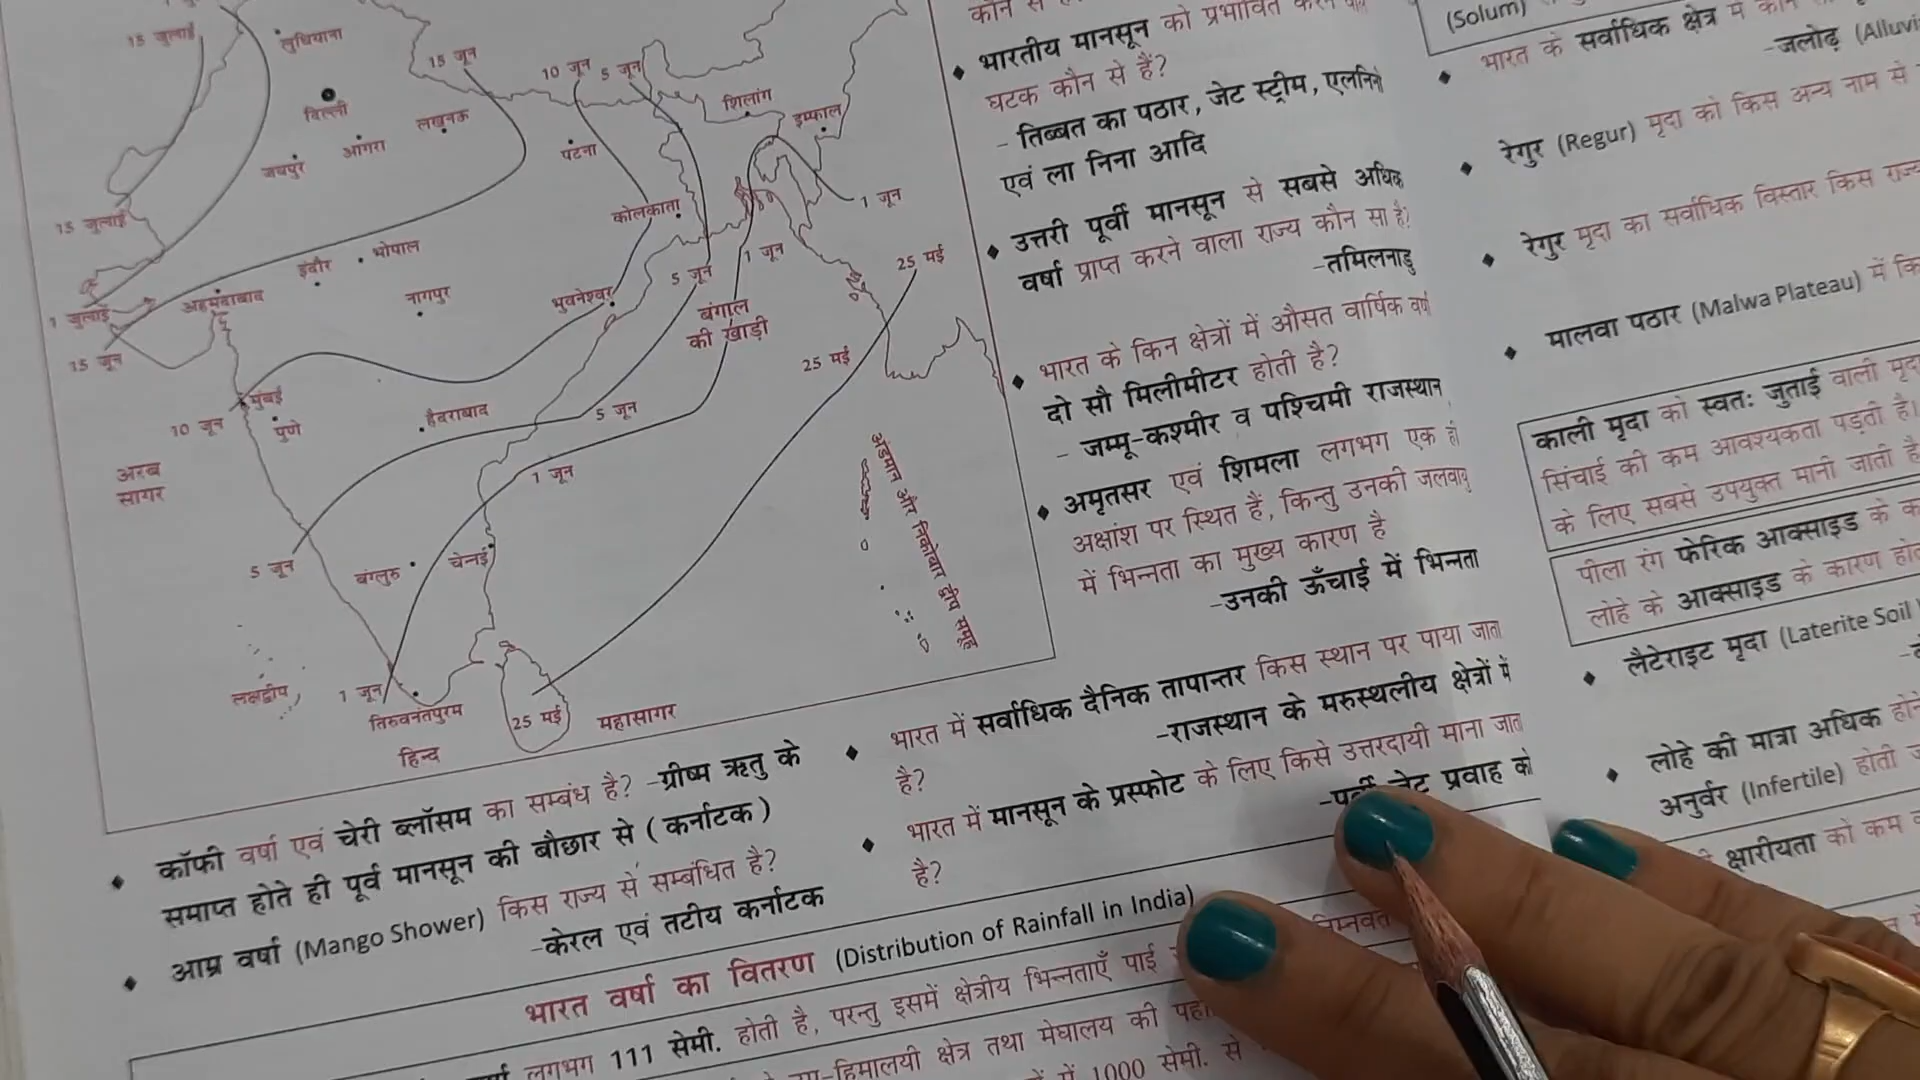 15 जुलाई
लुधियाना
15 जून
10 जून
5 जून
दिल्ली
शिलांग
इम्फाल
लखनऊ
आगरा
जयपुर
पटना
15 जुलाई
कोलकाता
1 जून
भोपाल
इंदौर
5 जून
1 जून
25 मई
1 जुलाई
अहमदाबाद
नागपुर
भुवनेश्वर
बंगाल
की खाड़ी
15 जून
25 मई
मुंबई
10 जून
पुणे
हैदराबाद
5 जून
अरब
सागर
1 जून
अंडमान और निकोबार द्वीप समूह
5 जून
बंग्लुरु
चेन्नई
लक्षद्वीप
1 जून
तिरुवनंतपुरम
25 मई
महासागर
हिन्द
कॉफी वर्षा एवं चेरी ब्लॉसम का सम्बंध है? -ग्रीष्म ऋतु के
समाप्त होते ही पूर्व मानसून की बौछार से (कर्नाटक)
आम्र वर्षा (Mango Shower) किस राज्य से सम्बंधित है?
-केरल एवं तटीय कर्नाटक
भारतीय मानसून को प्रभावित करने
घटक कौन से हैं?
-तिब्बत का पठार, जेट स्ट्रीम, एलनिनो
एवं ला निना आदि
उत्तरी पूर्वी मानसून से सबसे अधिक
वर्षा प्राप्त करने वाला राज्य कौन सा है?
-तमिलनाडु
भारत के किन क्षेत्रों में औसत वार्षिक
दो सौ मिलीमीटर होती है?
- जम्मू-कश्मीर व पश्चिमी राजस्थान
अमृतसर एवं शिमला लगभग एक ही
अक्षांश पर स्थित हैं, किन्तु उनकी जलवायु
में भिन्नता का मुख्य कारण है
-उनकी ऊँचाई में भिन्नता
भारत में सर्वाधिक दैनिक तापान्तर किस स्थान पर पाया जाता
है?
-राजस्थान के मरुस्थलीय क्षेत्रों में
भारत में मानसून के प्रस्फोट के लिए किसे उत्तरदायी माना जाता
है?
-पूर्वी जेट प्रवाह को
भारत वर्षा का वितरण (Distribution of Rainfall in India)
लगभग 111 सेमी. होती है, परन्तु इसमें क्षेत्रीय भिन्नताएँ पाई
हिमालयी क्षेत्र तथा मेघालय की
में 1000 सेमी. से
(Solum)
भारत के सर्वाधिक क्षेत्र में
-जलोढ़
रेगुर (Regur) मृदा को किस अन्य नाम से
रेगुर मृदा का सर्वाधिक विस्तार किस
मालवा पठार (Malwa Plateau) में
काली मृदा को स्वतः जुताई वाली
सिंचाई की कम आवश्यकता पड़ती है।
के लिए सबसे उपयुक्त मानी जाती है
पीला रंग फेरिक आक्साइड के
लोहे के आक्साइड के कारण
लैटेराइट मृदा (Laterite Soil
लोहे की मात्रा अधिक होने
अनुर्वर (Infertile) होती
क्षारीयता को कम